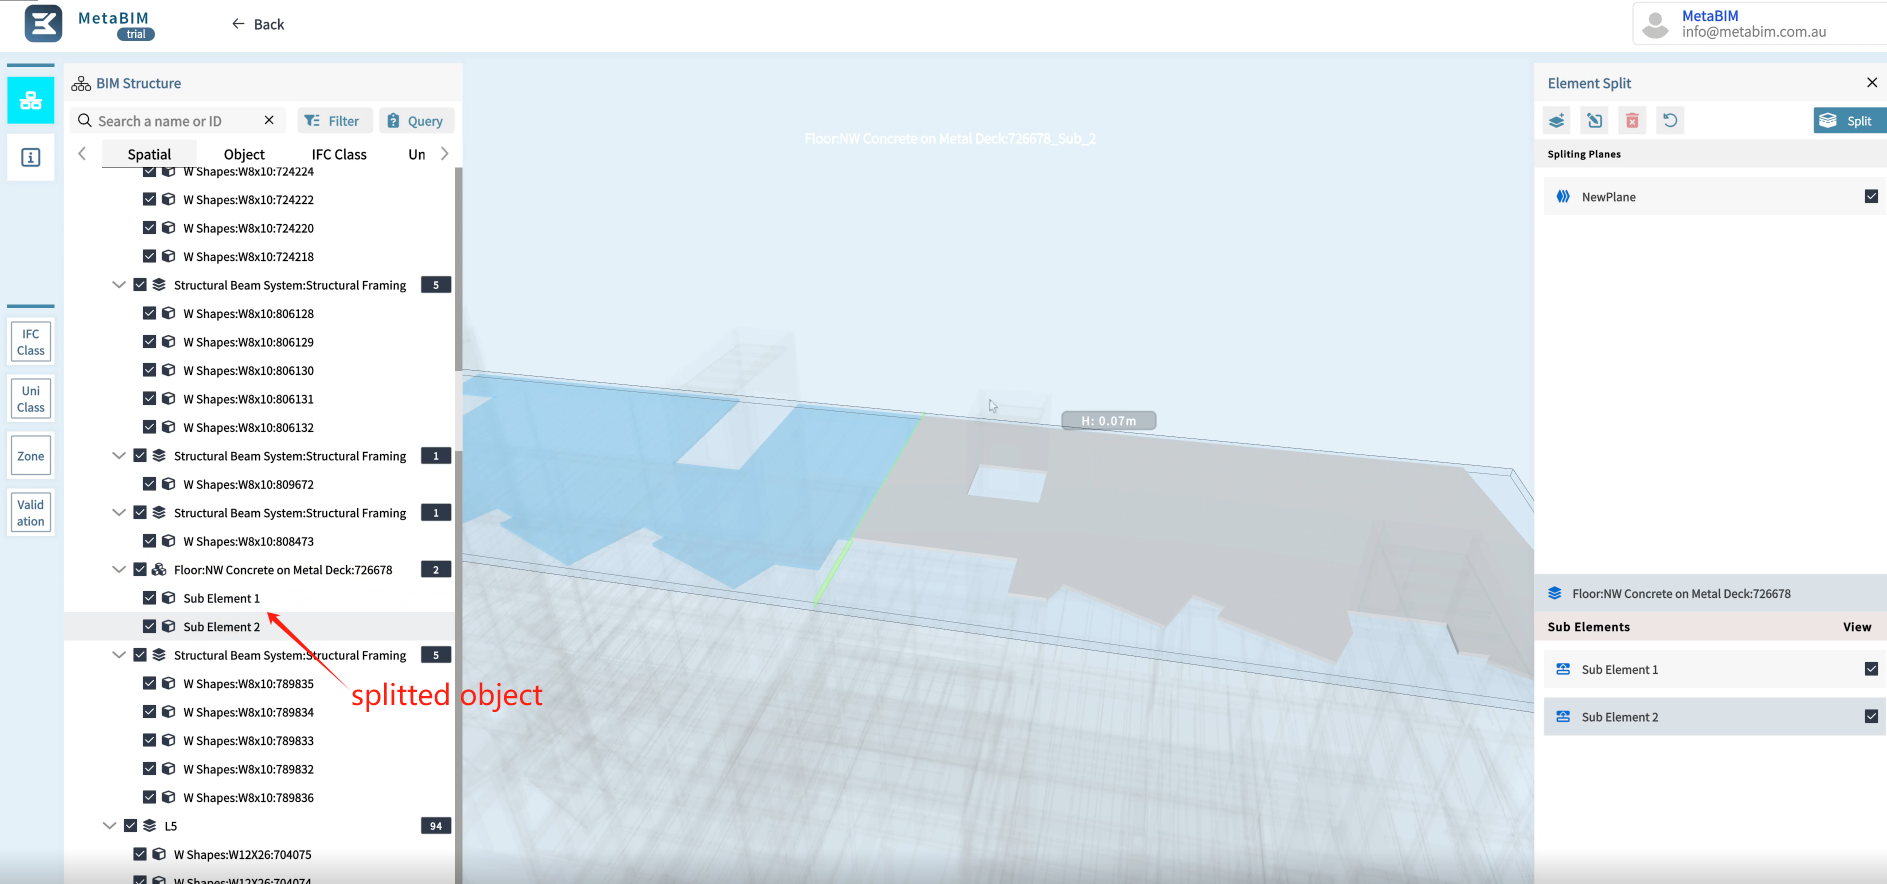 MetaBIM
trial
Back
MetaBIM
info@metabim.com.au
BIM Structure
Search a name or ID
Filter
Query
Spatial
Object
IFC Class
Un
W Shapes:W8x10:724224
W Shapes:W8x10:724222
W Shapes:W8x10:724220
W Shapes:W8x10:724218
Structural Beam System:Structural Framing 5
W Shapes:W8x10:806128
W Shapes:W8x10:806129
W Shapes:W8x10:806130
W Shapes:W8x10:806131
W Shapes:W8x10:806132
Structural Beam System:Structural Framing 1
W Shapes:W8x10:809672
Structural Beam System:Structural Framing 1
W Shapes:W8x10:808473
Floor:NW Concrete on Metal Deck:726678 2
Sub Element 1
Sub Element 2
Structural Beam System:Structural Framing 5
W Shapes:W8x10:789835
W Shapes:W8x10:789834
W Shapes:W8x10:789833
W Shapes:W8x10:789832
W Shapes:W8x10:789836
L5 94
W Shapes:W12X26:704075
W Shapes:W12X26:704074
IFC
Class
Uni
Class
Zone
Valid
ation
splitted object
Floor:NW Concrete on Metal Deck:726678_Sub_2
H: 0.07m
Element Split
Split
Spliting Planes
NewPlane
Floor:NW Concrete on Metal Deck:726678
Sub Elements View
Sub Element 1
Sub Element 2